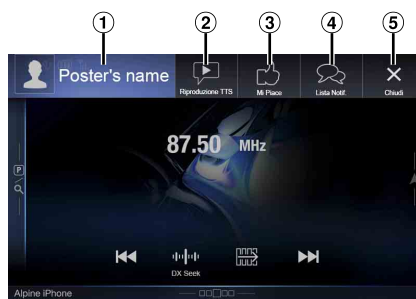 1 2 3 4 5
Poster's name
Riproduzione TTS Mi Piace Lista Notif. Chiudi
87.50 MHz
P
DX Seek
Alpine iPhone